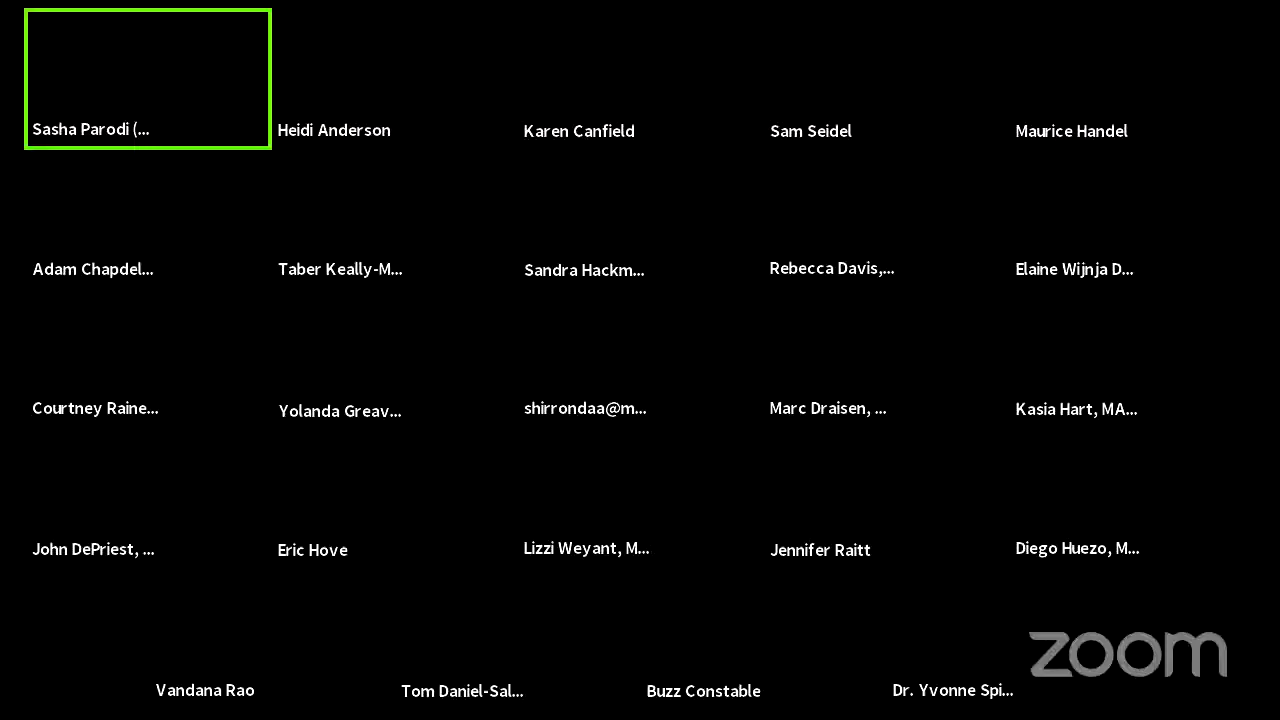 Sasha Parodi (...
Heidi Anderson
Karen Canfield
Sam Seidel
Maurice Handel
Adam Chapdel...
Taber Keally-M...
Sandra Hackm...
Rebecca Davis,...
Elaine Wijnja D...
Courtney Raine...
Yolanda Greav...
shirrondaa@m...
Marc Draisen, ...
Kasia Hart, MA...
John DePriest, ...
Eric Hove
Lizzi Weyant, M...
Jennifer Raitt
Diego Huezo, M...
zoom
Vandana Rao
Tom Daniel-Sal...
Buzz Constable
Dr. Yvonne Spi...